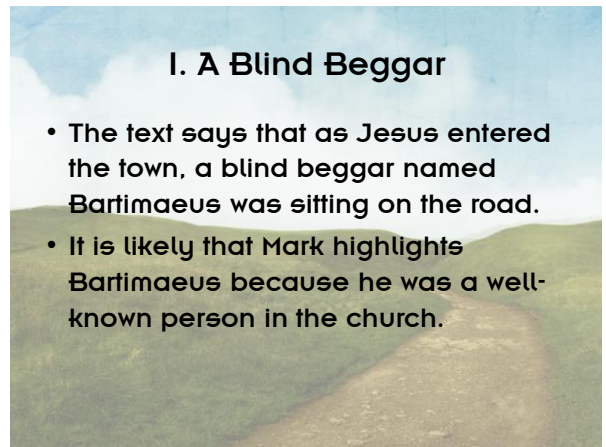 I. A Blind Beggar
• The text says that as Jesus entered
the town, a blind beggar named
Bartimaeus was sitting on the road.
• It is likely that Mark highlights
Bartimaeus because he was a well-
known person in the church.